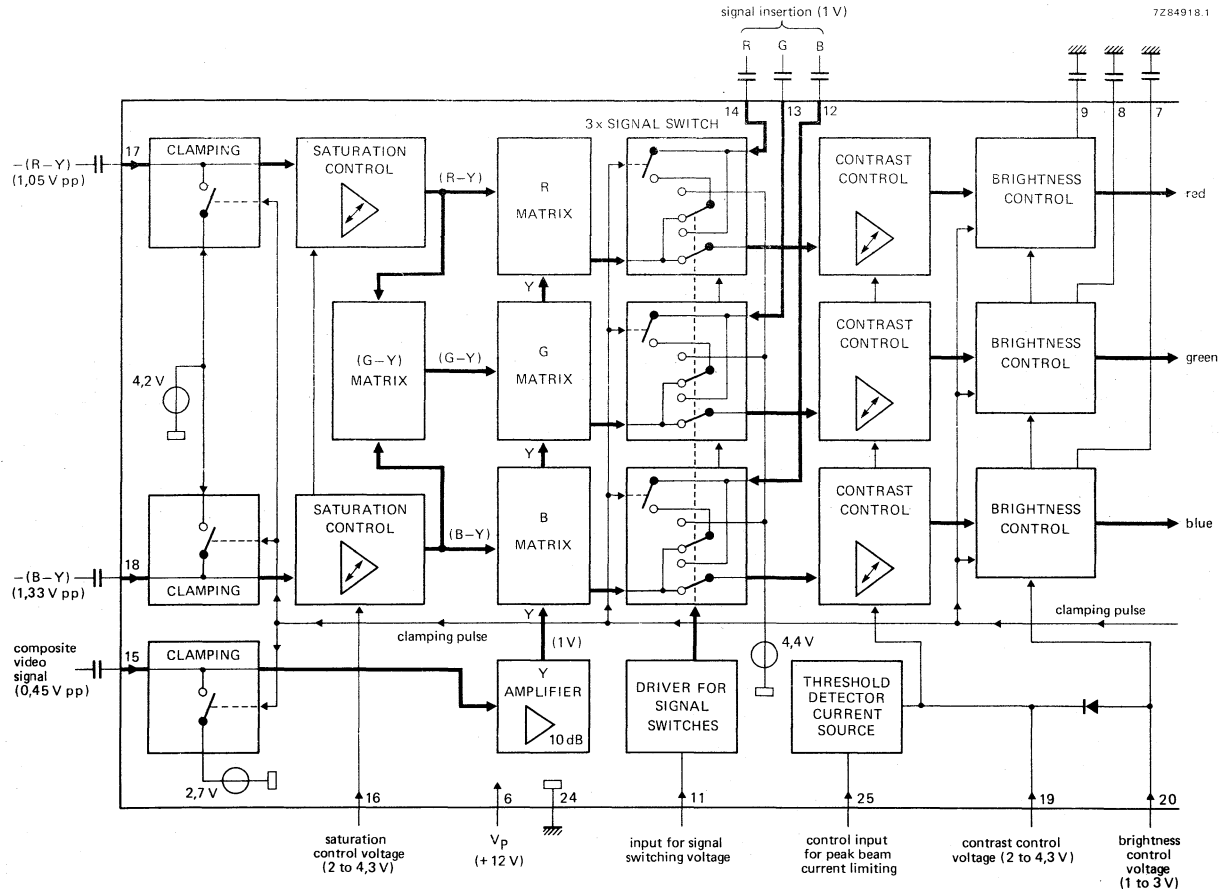 signal insertion (1 V)
7Z84918.1
R G B
14 13 12 9 8 7
3x SIGNAL SWITCH
17
–(R–Y)
(1,05 V pp)
CLAMPING
SATURATION
CONTROL
(R–Y)
R
MATRIX
CONTRAST
CONTROL
BRIGHTNESS
CONTROL
red
Y
4,2 V
(G–Y)
MATRIX
(G–Y)
G
MATRIX
CONTRAST
CONTROL
BRIGHTNESS
CONTROL
green
Y
18
–(B–Y)
(1,33 V pp)
CLAMPING
SATURATION
CONTROL
(B–Y)
B
MATRIX
CONTRAST
CONTROL
BRIGHTNESS
CONTROL
blue
Y
clamping pulse
clamping pulse
(1 V)
4,4 V
composite
video
signal
(0,45 V pp)
15
CLAMPING
Y
AMPLIFIER
10 dB
DRIVER FOR
SIGNAL
SWITCHES
THRESHOLD
DETECTOR
CURRENT
SOURCE
2,7 V
16 6 24 11 25 19 20
saturation
control voltage
(2 to 4,3 V)
VP
(+ 12 V)
input for signal
switching voltage
control input
for peak beam
current limiting
contrast control
voltage (2 to 4,3 V)
brightness
control
voltage
(1 to 3 V)